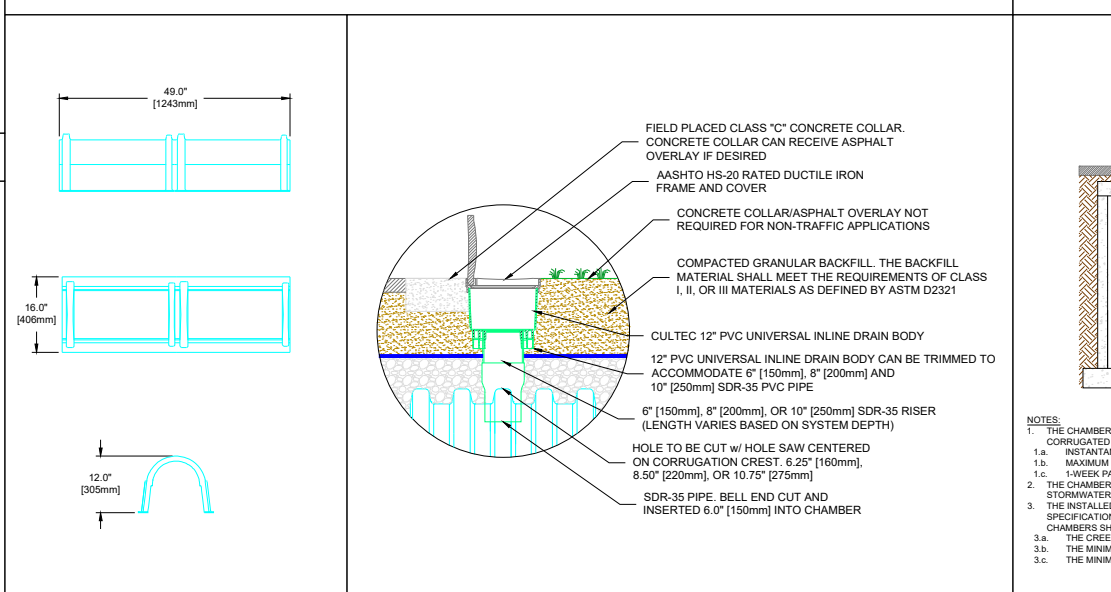 49.0"
[1243mm]
16.0"
[406mm]
12.0"
[305mm]
FIELD PLACED CLASS "C" CONCRETE COLLAR.
CONCRETE COLLAR CAN RECEIVE ASPHALT
OVERLAY IF DESIRED
AASHTO HS-20 RATED DUCTILE IRON
FRAME AND COVER
CONCRETE COLLAR/ASPHALT OVERLAY NOT
REQUIRED FOR NON-TRAFFIC APPLICATIONS
COMPACTED GRANULAR BACKFILL. THE BACKFILL
MATERIAL SHALL MEET THE REQUIREMENTS OF CLASS
I, II, OR III MATERIALS AS DEFINED BY ASTM D2321
CULTEC 12" PVC UNIVERSAL INLINE DRAIN BODY
12" PVC UNIVERSAL INLINE DRAIN BODY CAN BE TRIMMED TO
ACCOMMODATE 6" [150mm], 8" [200mm] AND
10" [250mm] SDR-35 PVC PIPE
6" [150mm], 8" [200mm], OR 10" [250mm] SDR-35 RISER
(LENGTH VARIES BASED ON SYSTEM DEPTH)
HOLE TO BE CUT w/ HOLE SAW CENTERED
ON CORRUGATION CREST. 6.25" [160mm],
8.50" [220mm], OR 10.75" [275mm]
SDR-35 PIPE. BELL END CUT AND
INSERTED 6.0" [150mm] INTO CHAMBER
NOTES:
1. THE CHAMBER
CORRUGATED
1.a. INSTANTAN
1.b. MAXIMUM
1.c. 1-WEEK PA
2. THE CHAMBER
STORMWATER
3. THE INSTALLED
SPECIFICATION
CHAMBERS SH
3.a. THE CREE
3.b. THE MINIM
3.c. THE MINIM